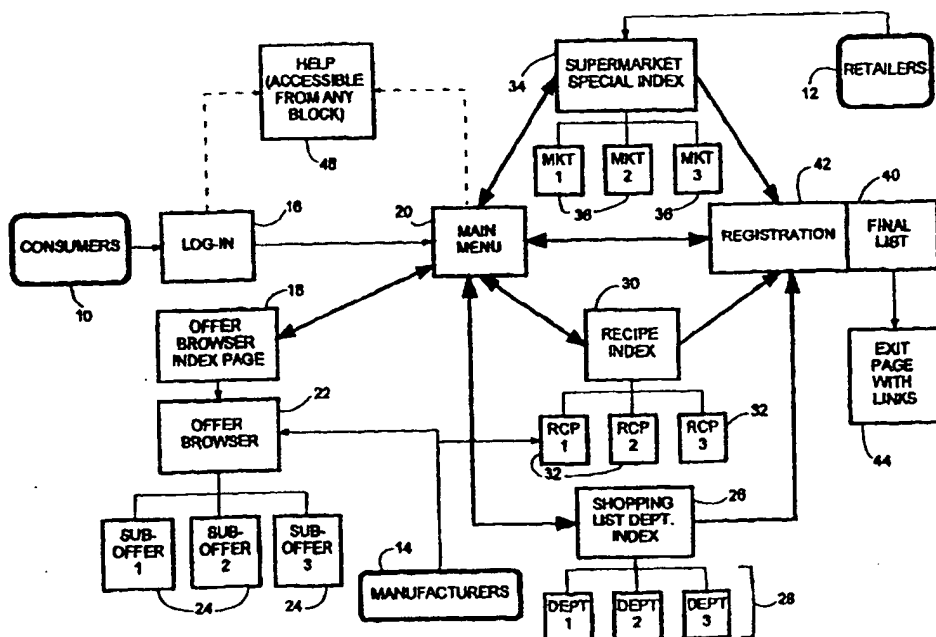 HELP
(ACCESSIBLE
FROM ANY
BLOCK)
48
34
SUPERMARKET
SPECIAL INDEX
12
RETAILERS
MKT
1
MKT
2
MKT
3
36
36
42
40
CONSUMERS
10
16
LOG-IN
20
MAIN
MENU
REGISTRATION
FINAL
LIST
18
OFFER
BROWSER
INDEX PAGE
30
RECIPE
INDEX
EXIT
PAGE
WITH
LINKS
44
22
OFFER
BROWSER
RCP
1
RCP
2
RCP
3
32
32
SUB-
OFFER
1
SUB-
OFFER
2
SUB-
OFFER
3
24
24
14
MANUFACTURERS
26
SHOPPING
LIST DEPT.
INDEX
DEPT
1
DEPT
2
DEPT
3
28